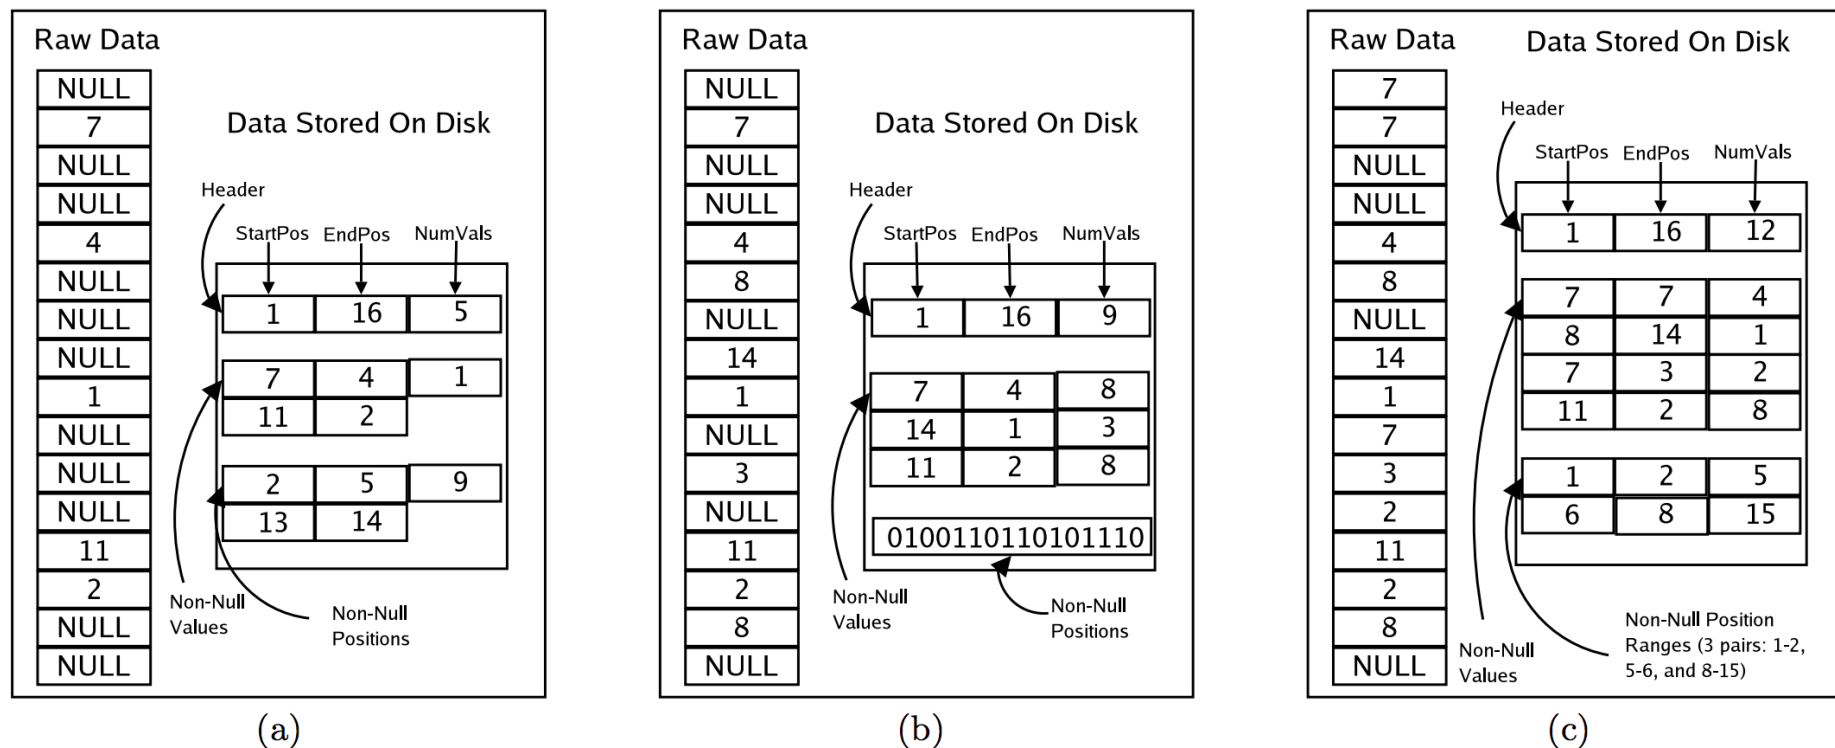 Raw Data
NULL
7
NULL
NULL
4
NULL
NULL
NULL
1
NULL
NULL
NULL
11
2
NULL
NULL
Data Stored On Disk
Header
StartPos EndPos NumVals
1 16 5
7 4 1
11 2
2 5 9
13 14
Non-Null
Values
Non-Null
Positions
(a)
Raw Data
NULL
7
NULL
NULL
4
8
NULL
14
1
NULL
3
NULL
11
2
8
NULL
Data Stored On Disk
Header
StartPos EndPos NumVals
1 16 9
7 4 8
14 1 3
11 2 8
0100110110101110
Non-Null
Values
Non-Null
Positions
(b)
Raw Data
7
7
NULL
NULL
4
8
NULL
14
1
7
3
2
11
2
8
NULL
Data Stored On Disk
Header
StartPos EndPos NumVals
1 16 12
7 7 4
8 14 1
7 3 2
11 2 8
1 2 5
6 8 15
Non-Null
Values
Non-Null Position
Ranges (3 pairs: 1-2,
5-6, and 8-15)
(c)